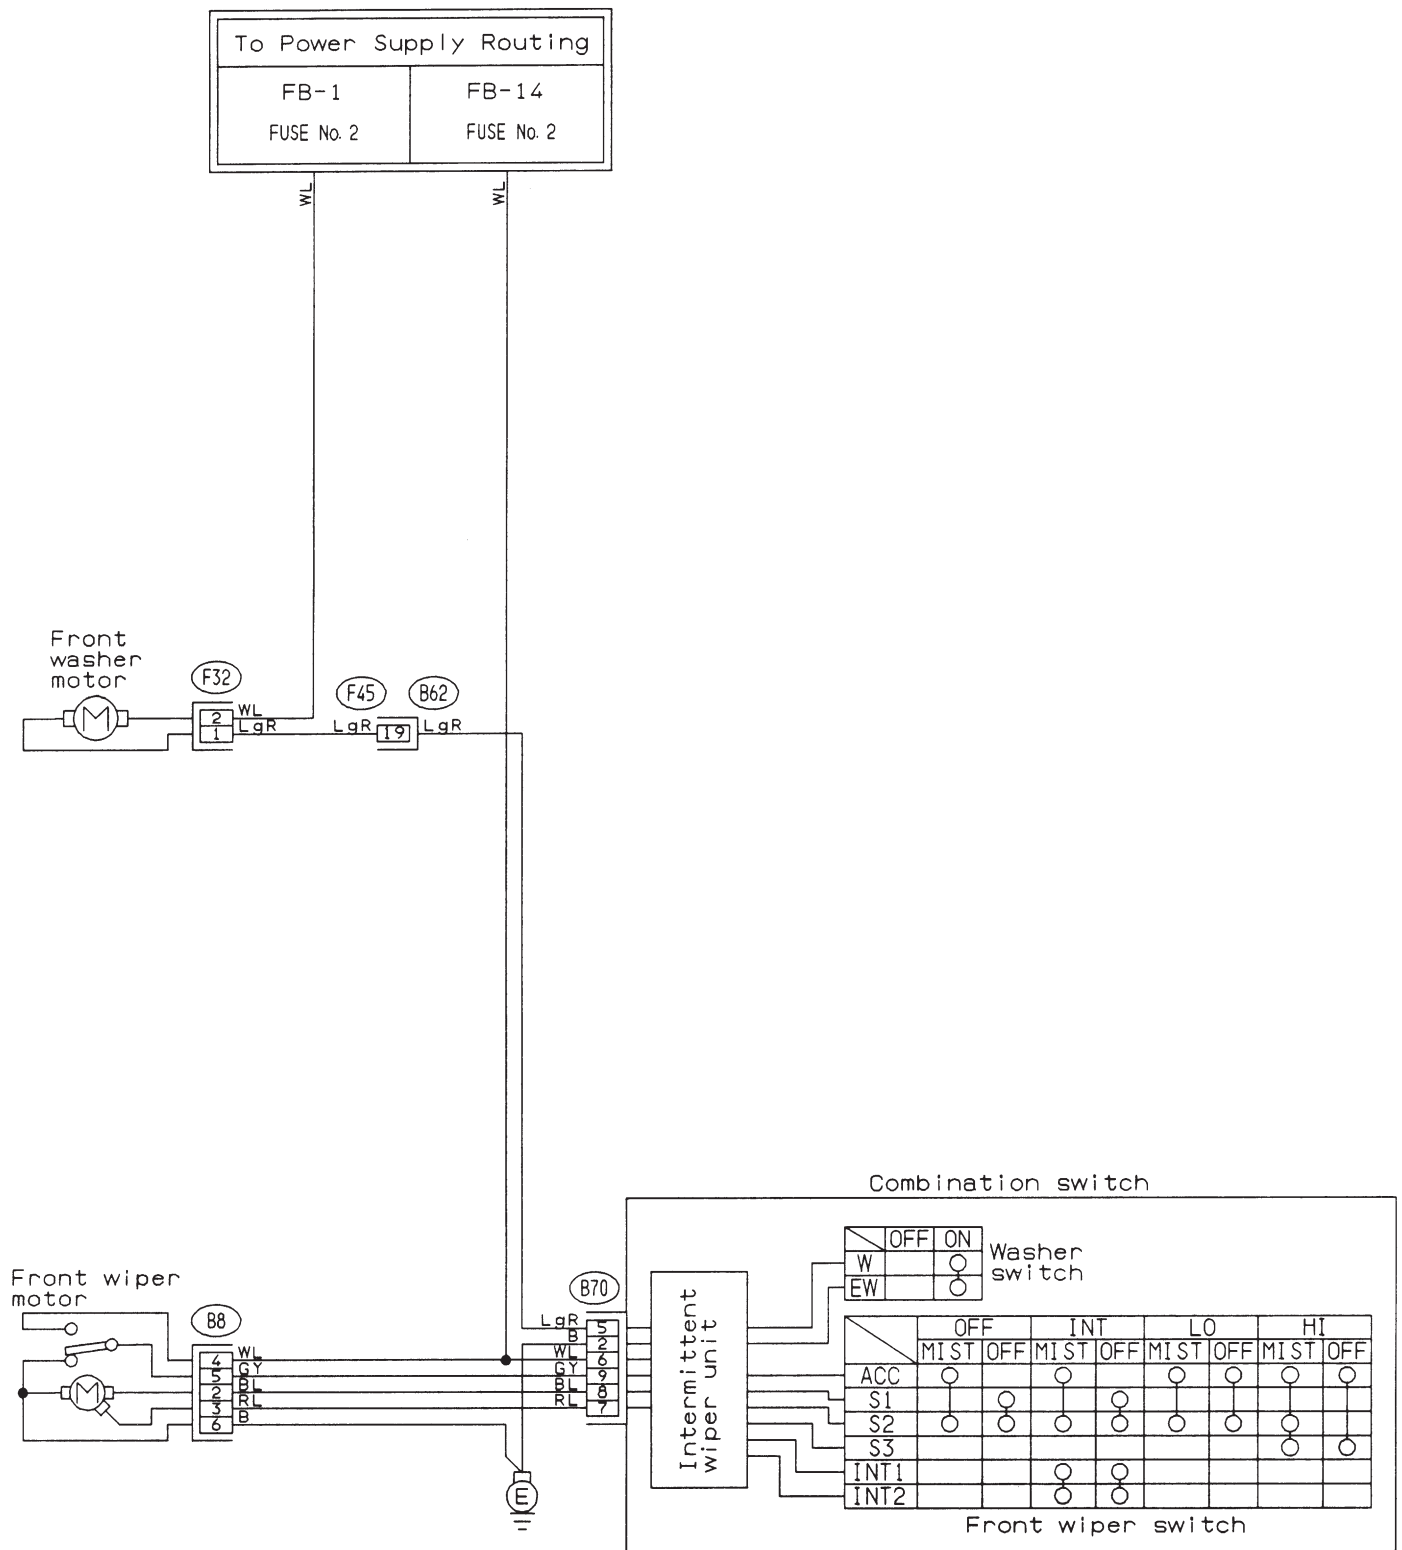 To Power Supply Routing
FB-1
FB-14
FUSE No. 2
FUSE No. 2
WL
WL
Front
washer
motor
M
F32
2
1
WL
LgR
F45
B62
LgR
19
LgR
Combination switch
OFF
ON
W
EW
Washer
switch
Front wiper
motor
M
B8
4
5
2
3
6
WL
GY
BL
RL
B
B70
LgR
B
WL
GY
BL
RL
5
2
6
9
8
7
E
Intermittent
wiper unit
OFF
INT
LO
HI
MIST
OFF
MIST
OFF
MIST
OFF
MIST
OFF
ACC
S1
S2
S3
INT1
INT2
Front wiper switch